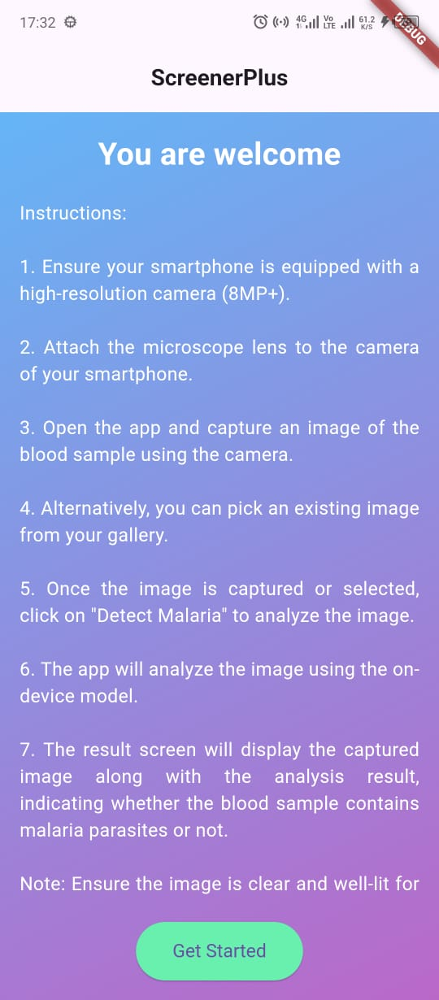 17:32
4G
Vo
LTE
61.2
K/S
DEBUG
ScreenerPlus
You are welcome
Instructions:
1. Ensure your smartphone is equipped with a
high-resolution camera (8MP+).
2. Attach the microscope lens to the camera
of your smartphone.
3. Open the app and capture an image of the
blood sample using the camera.
4. Alternatively, you can pick an existing image
from your gallery.
5. Once the image is captured or selected,
click on "Detect Malaria" to analyze the image.
6. The app will analyze the image using the on-
device model.
7. The result screen will display the captured
image along with the analysis result,
indicating whether the blood sample contains
malaria parasites or not.
Note: Ensure the image is clear and well-lit for
Get Started